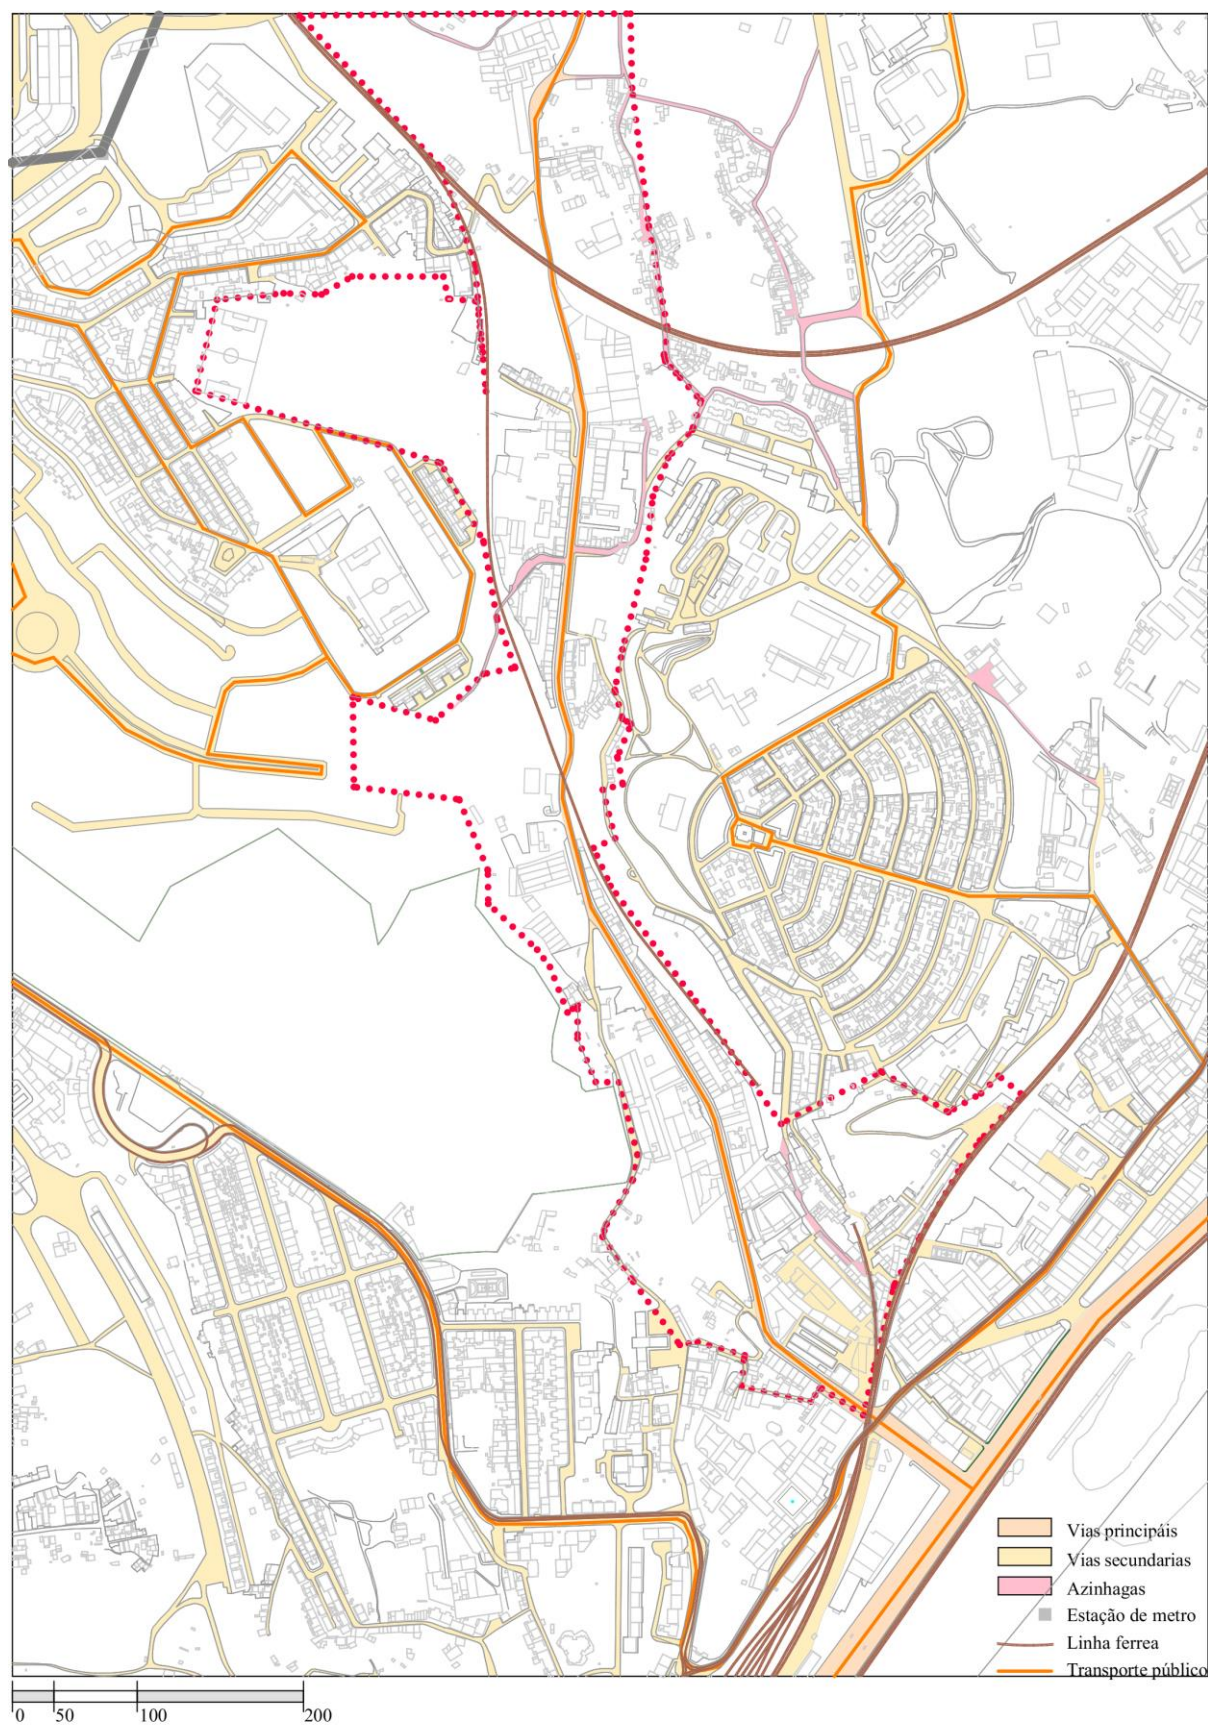 Vias principáis
Vias secundarias
Azinhagas
Estação de metro
Linha ferrea
Transporte público
0 50 100 200